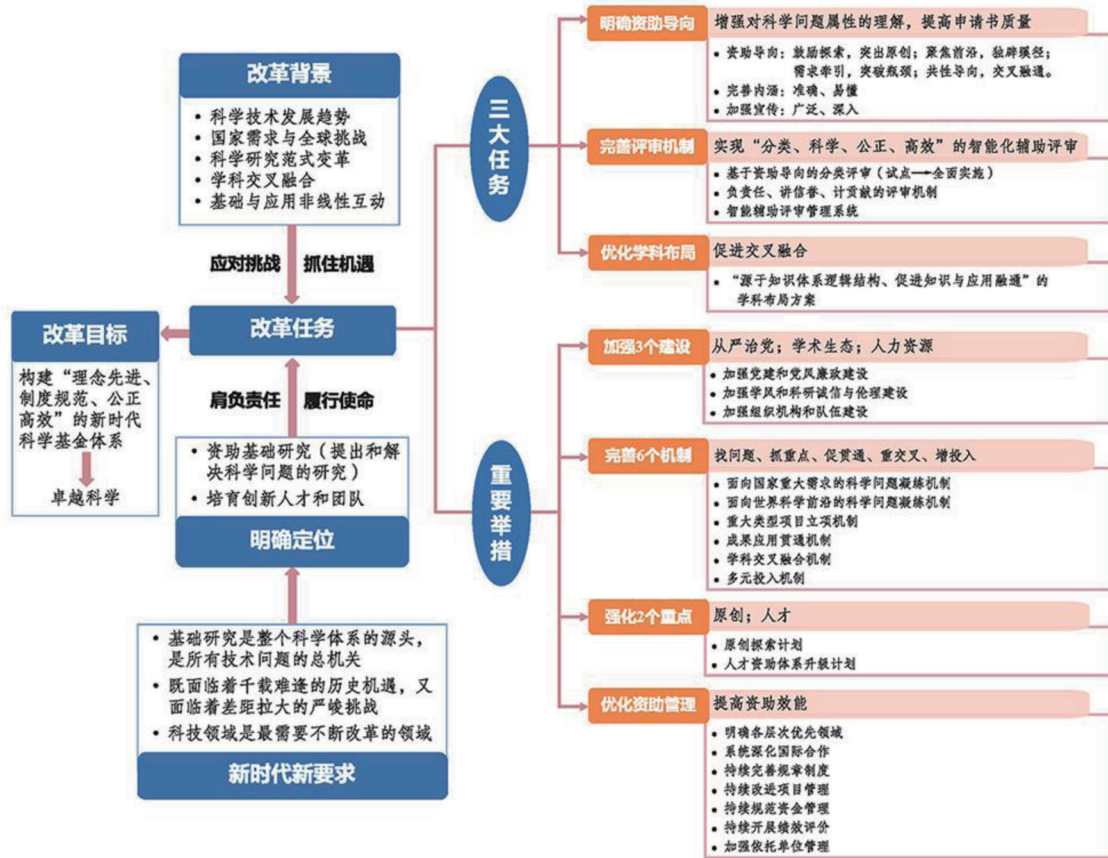 改革背景
• 科学技术发展趋势
• 国家需求与全球挑战
• 科学研究范式变革
• 学科交叉融合
• 基础与应用非线性互动
应对挑战 抓住机遇
改革任务
改革目标
构建“理念先进、
制度规范、公正
高效”的新时代
科学基金体系
卓越科学
肩负责任 履行使命
• 资助基础研究（提出和解
决科学问题的研究）
• 培育创新人才和团队
明确定位
• 基础研究是整个科学体系的源头，
是所有技术问题的总机关
• 既面临着千载难逢的历史机遇，又
面临着差距拉大的严峻挑战
• 科技领域是最需要不断改革的领域
新时代新要求
三大任务
明确资助导向 增强对科学问题属性的理解，提高申请书质量
• 资助导向：鼓励探索，突出原创；聚焦前沿，独辟蹊径；
需求牵引，突破瓶颈；共性导向，交叉融通。
• 完善内涵：准确、易懂
• 加强宣传：广泛、深入
完善评审机制 实现“分类、科学、公正、高效”的智能化辅助评审
• 基于资助导向的分类评审（试点→全面实施）
• 负责任、讲信誉、计贡献的评审机制
• 智能辅助评审管理系统
优化学科布局 促进交叉融合
• “源于知识体系逻辑结构、促进知识与应用融通”的
学科布局方案
重要举措
加强3个建设 从严治党；学术生态；人力资源
• 加强党建和党风廉政建设
• 加强学风和科研诚信与伦理建设
• 加强组织机构和队伍建设
完善6个机制 找问题、抓重点、促贯通、重交叉、增投入
• 面向国家重大需求的科学问题凝练机制
• 面向世界科学前沿的科学问题凝练机制
• 重大类型项目立项机制
• 成果应用贯通机制
• 学科交叉融合机制
• 多元投入机制
强化2个重点 原创；人才
• 原创探索计划
• 人才资助体系升级计划
优化资助管理 提高资助效能
• 明确各层次优先领域
• 系统深化国际合作
• 持续完善规章制度
• 持续改进项目管理
• 持续规范资金管理
• 持续开展绩效评价
• 加强依托单位管理